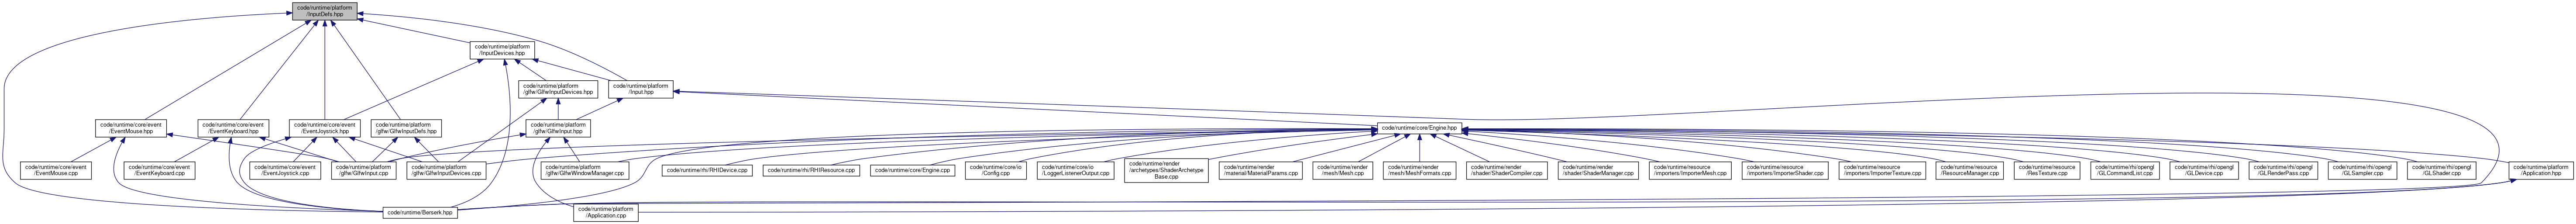 code/runtime/platform
/InputDefs.hpp
code/runtime/platform
/InputDevices.hpp
code/runtime/platform
/glfw/GlfwInputDevices.hpp
code/runtime/platform
/Input.hpp
code/runtime/core/event
/EventMouse.hpp
code/runtime/core/event
/EventKeyboard.hpp
code/runtime/core/event
/EventJoystick.hpp
code/runtime/platform
/glfw/GlfwInputDefs.hpp
code/runtime/platform
/glfw/GlfwInput.hpp
code/runtime/core/Engine.hpp
code/runtime/core/event
/EventMouse.cpp
code/runtime/core/event
/EventKeyboard.cpp
code/runtime/core/event
/EventJoystick.cpp
code/runtime/platform
/glfw/GlfwInput.cpp
code/runtime/platform
/glfw/GlfwInputDevices.cpp
code/runtime/platform
/glfw/GlfwWindowManager.cpp
code/runtime/rhi/RHIDevice.cpp
code/runtime/rhi/RHIResource.cpp
code/runtime/core/Engine.cpp
code/runtime/core/io
/Config.cpp
code/runtime/core/io
/LoggerListenerOutput.cpp
code/runtime/render
/archetypes/ShaderArchetype
Base.cpp
code/runtime/render
/material/MaterialParams.cpp
code/runtime/render
/mesh/Mesh.cpp
code/runtime/render
/mesh/MeshFormats.cpp
code/runtime/render
/shader/ShaderCompiler.cpp
code/runtime/render
/shader/ShaderManager.cpp
code/runtime/resource
/importers/ImporterMesh.cpp
code/runtime/resource
/importers/ImporterShader.cpp
code/runtime/resource
/importers/ImporterTexture.cpp
code/runtime/resource
/ResourceManager.cpp
code/runtime/resource
/ResTexture.cpp
code/runtime/rhi/opengl
/GLCommandList.cpp
code/runtime/rhi/opengl
/GLDevice.cpp
code/runtime/rhi/opengl
/GLRenderPass.cpp
code/runtime/rhi/opengl
/GLSampler.cpp
code/runtime/rhi/opengl
/GLShader.cpp
code/runtime/platform
/Application.hpp
code/runtime/Berserk.hpp
code/runtime/platform
/Application.cpp